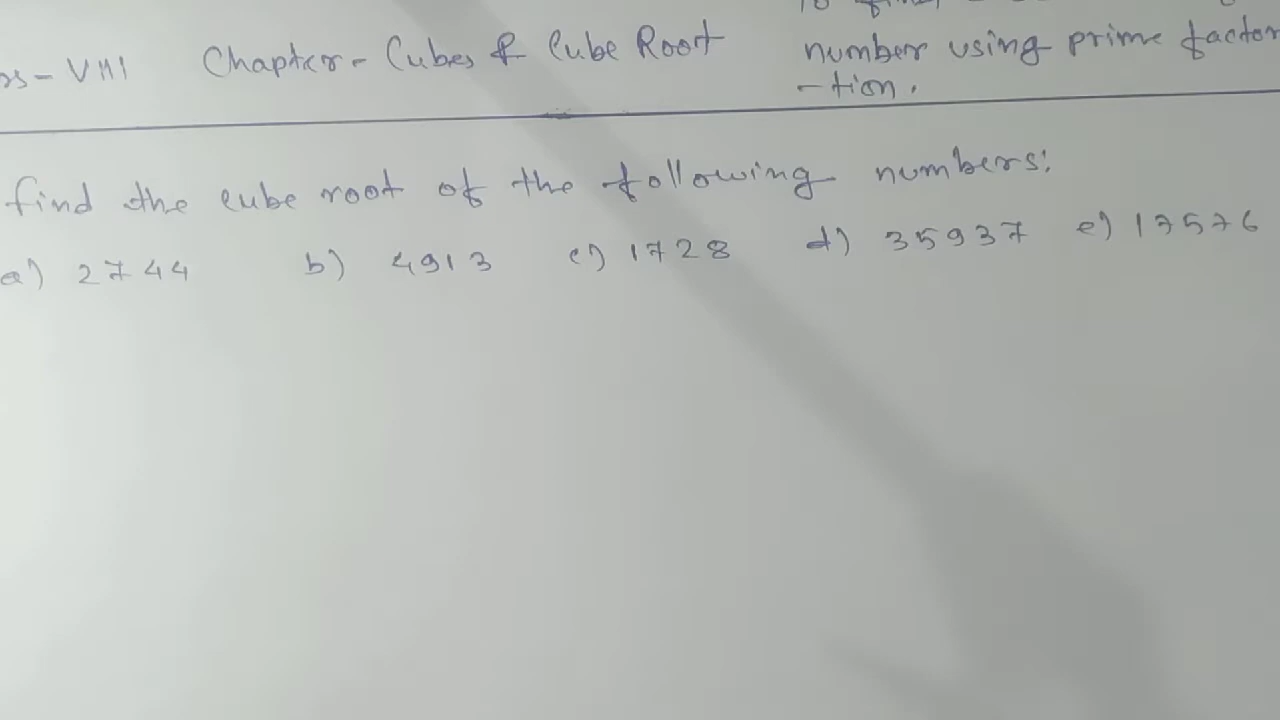 VIII Chapter - Cubes & Cube Root
number using prime factor
-tion.
find the cube root of the following numbers:
a) 2744 b) 4913 c) 1728 d) 35937 e) 17576